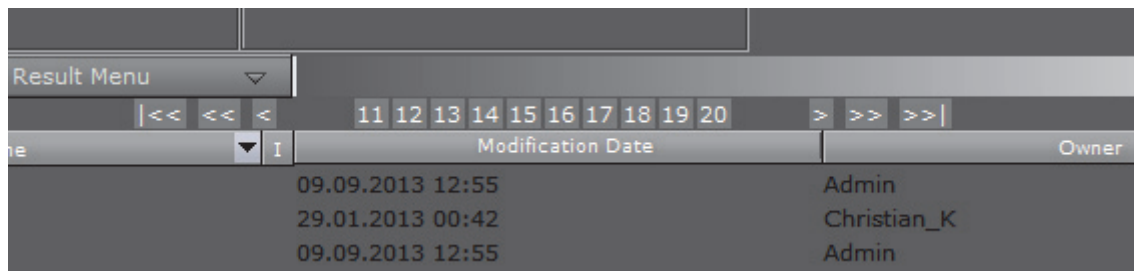 Result Menu
|<< << < 11 12 13 14 15 16 17 18 19 20 > >> >>|
I Modification Date Owner
09.09.2013 12:55 Admin
29.01.2013 00:42 Christian_K
09.09.2013 12:55 Admin